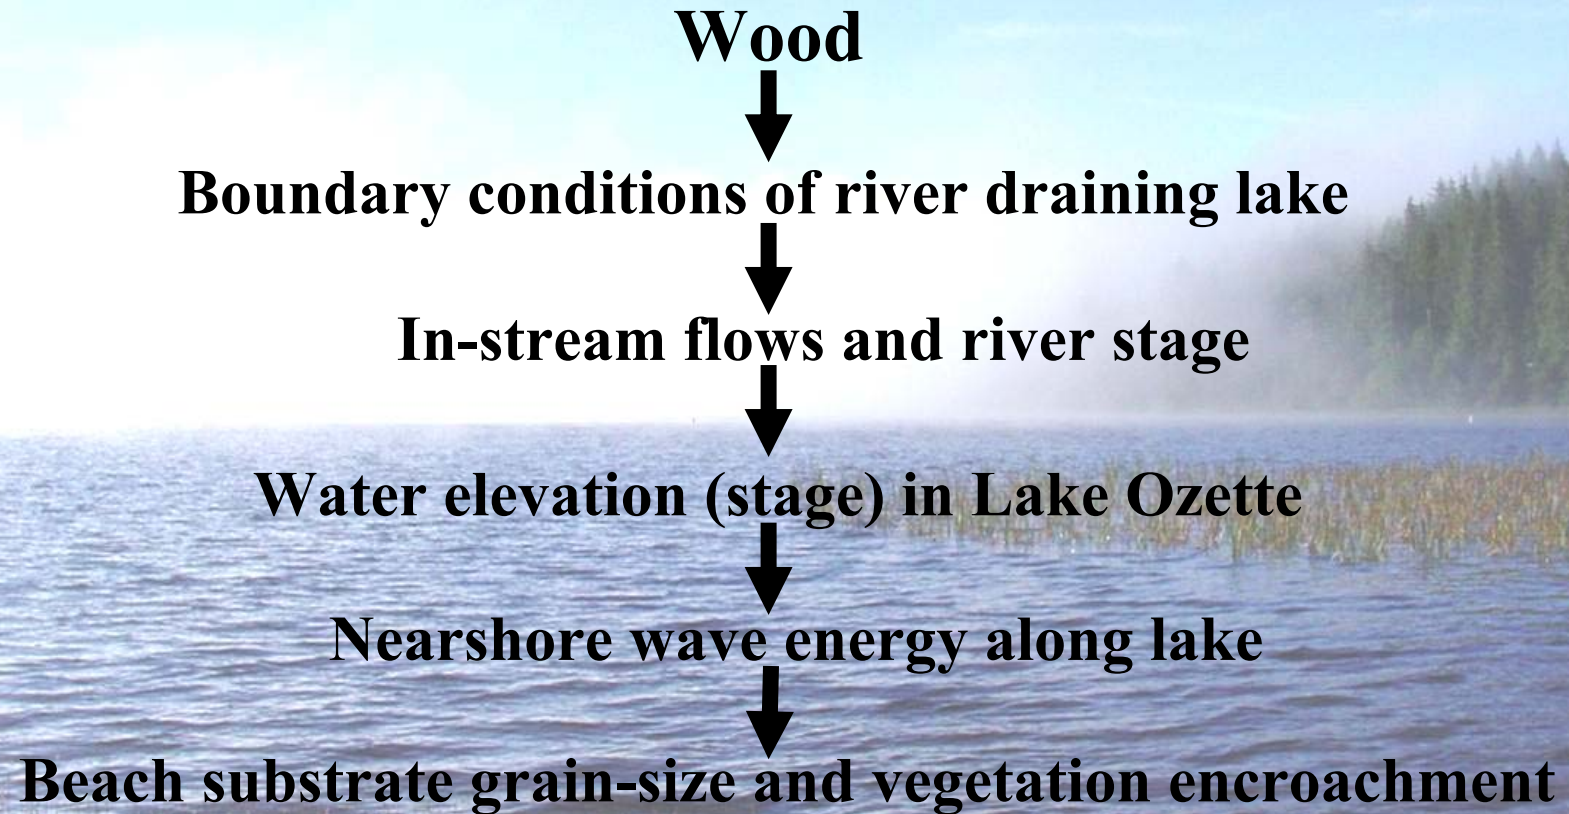 Wood
Boundary conditions of river draining lake
In-stream flows and river stage
Water elevation (stage) in Lake Ozette
Nearshore wave energy along lake
Beach substrate grain-size and vegetation encroachment